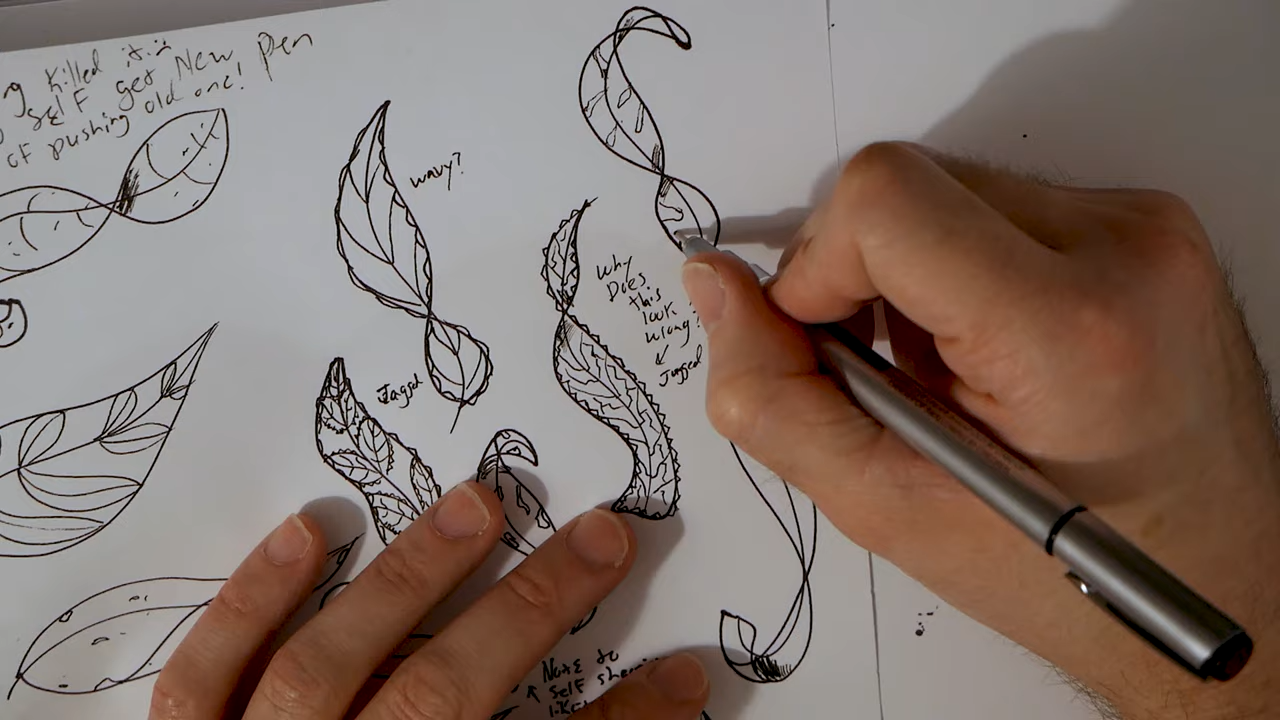 g Killed it
self get New pen
of pushing old one!
wavy?
Why
Does
this
look
wrong?
Jagged
Jagged
Note to
self